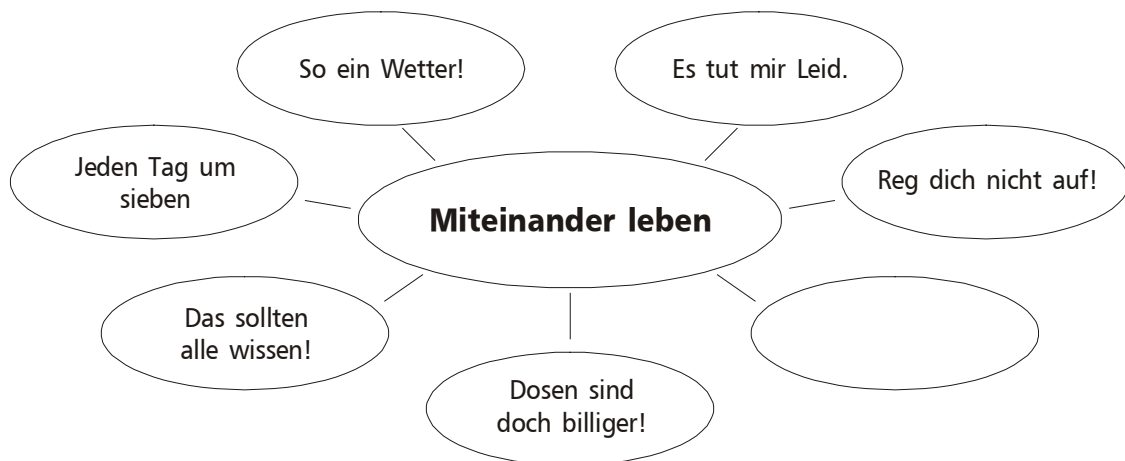 So ein Wetter!
Es tut mir Leid.
Jeden Tag um
sieben
Reg dich nicht auf!
Miteinander leben
Das sollten
alle wissen!
Dosen sind
doch billiger!